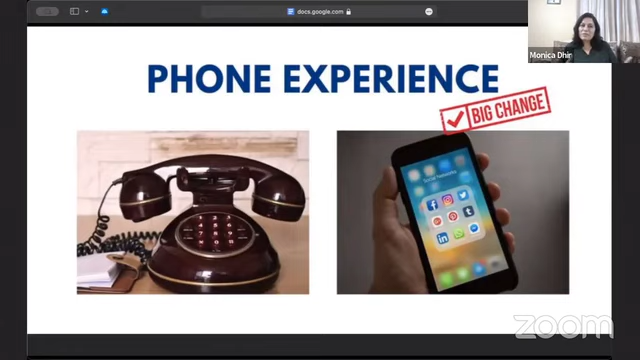 docs.google.com
Monica Dhir
PHONE EXPERIENCE
BIG CHANGE
zoom